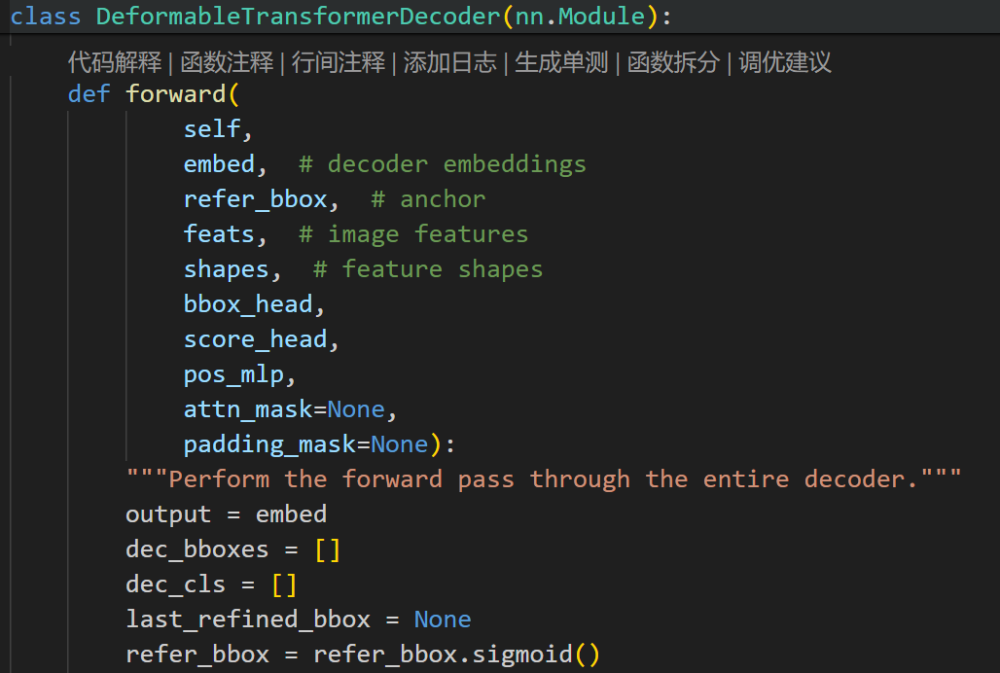 class DeformableTransformerDecoder(nn.Module):
代码解释 | 函数注释 | 行间注释 | 添加日志 | 生成单测 | 函数拆分 | 调优建议
def forward(
self,
embed,  # decoder embeddings
refer_bbox,  # anchor
feats,  # image features
shapes,  # feature shapes
bbox_head,
score_head,
pos_mlp,
attn_mask=None,
padding_mask=None):
"""Perform the forward pass through the entire decoder."""
output = embed
dec_bboxes = []
dec_cls = []
last_refined_bbox = None
refer_bbox = refer_bbox.sigmoid()